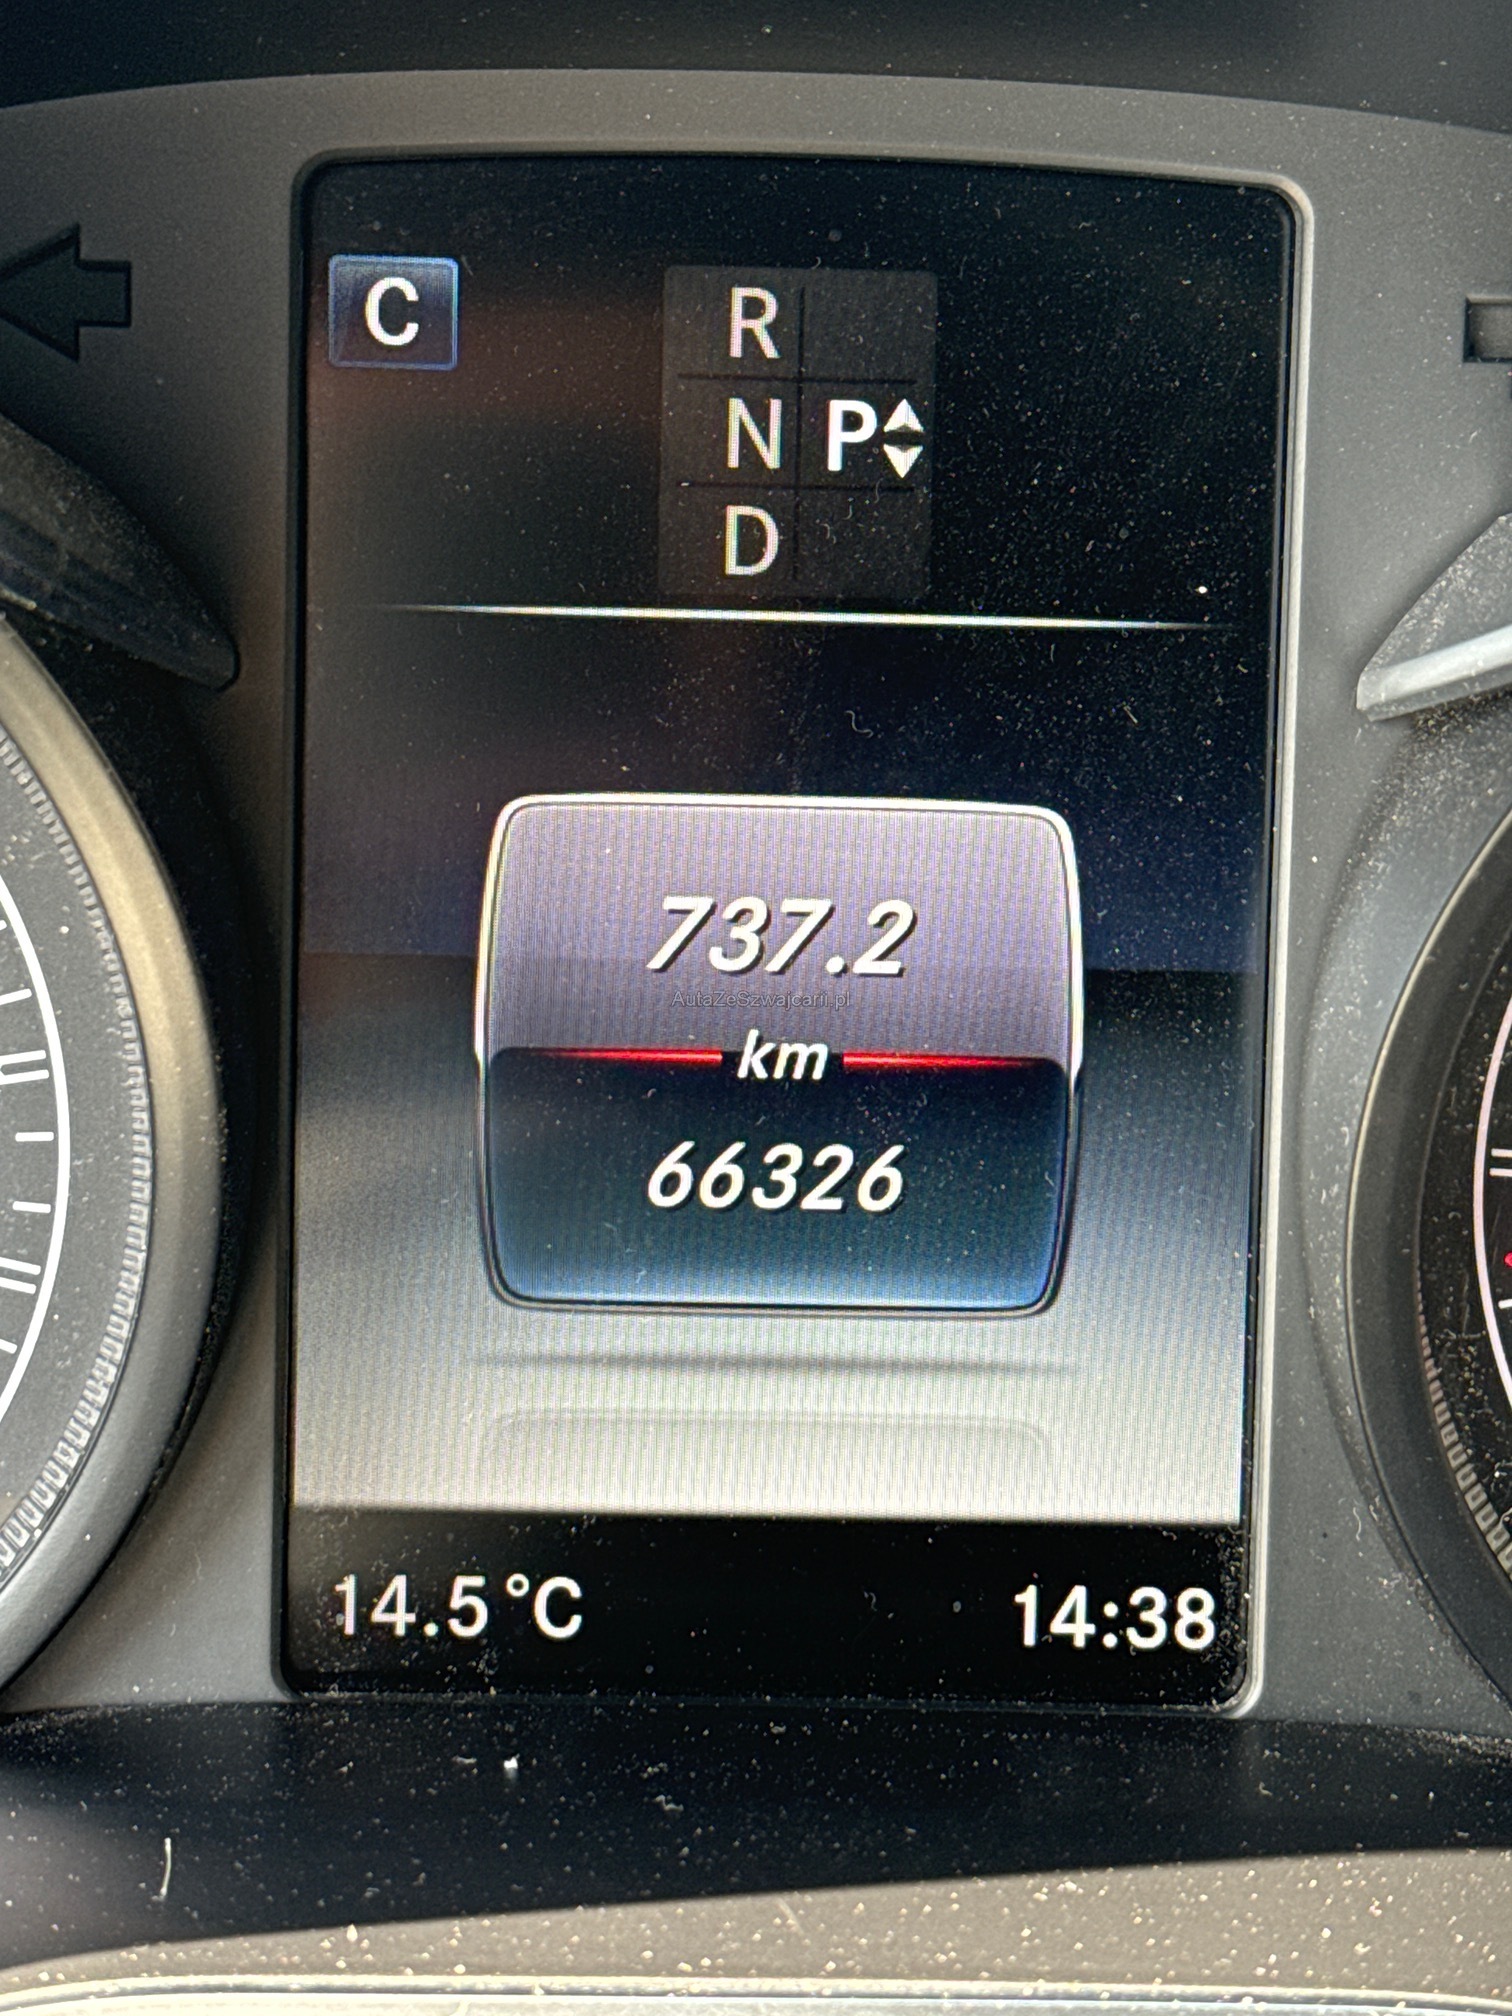 C
R
N P
D
737.2
AutaZeSzwajcarii.pl
km
66326
14.5°C 14:38